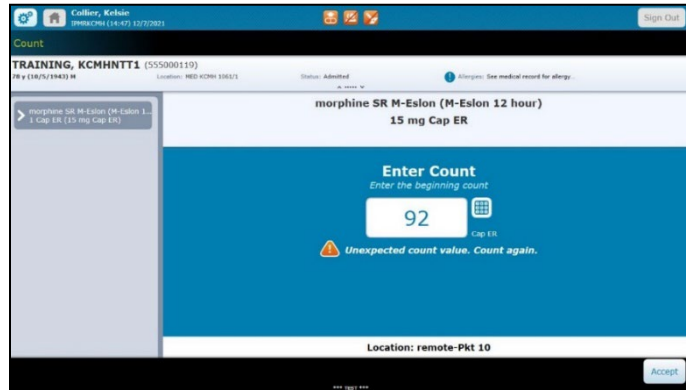 Collier, Kelsie
IPMRKCMH (14:47) 12/7/2021
Sign Out
Count
TRAINING, KCMHNTT1 (555000119)
78 y (10/5/1943) M
Location: MED KCMH 1061/1
Status: Admitted
Allergies: See medical record for allergy...
morphine SR M-Eslon (M-Eslon 1...
1 Cap ER (15 mg Cap ER)
morphine SR M-Eslon (M-Eslon 12 hour)
15 mg Cap ER
Enter Count
Enter the beginning count
92
Cap ER
Unexpected count value. Count again.
Location: remote-Pkt 10
Accept
*** TEST ***